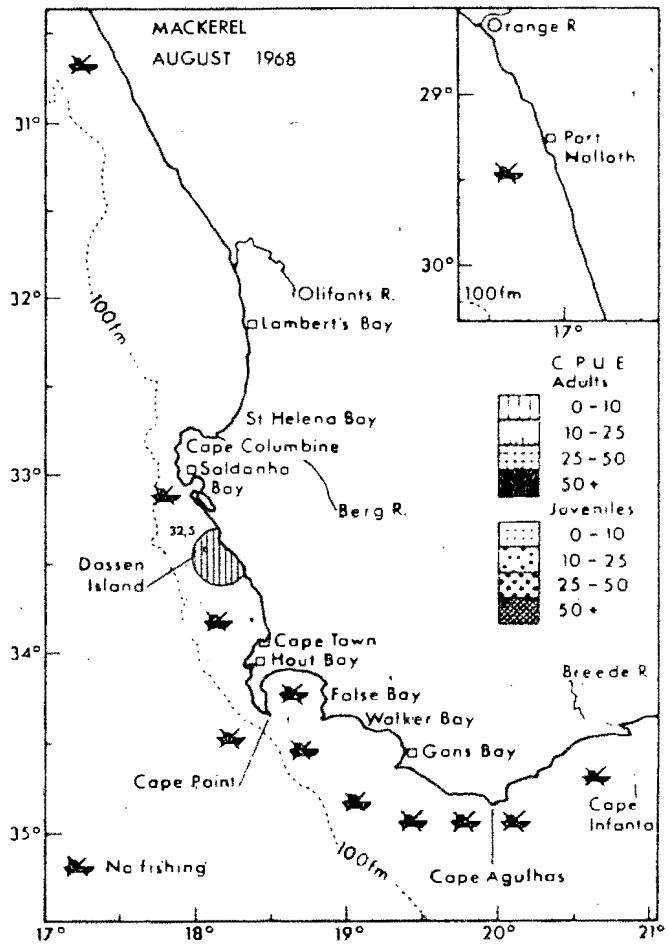 MACKEREL
AUGUST 1968
Orange R
29°
Port
Nolloth
30°
100fm
17°
31°
32°
33°
34°
35°
100fm
Olifants R.
Lambert's Bay
St Helena Bay
Cape Columbine
Saldanha
Bay
Berg R.
32,5
Dassen
Island
Cape Town
Hout Bay
False Bay
Walker Bay
Gans Bay
Breede R
Cape Point
Cape
Infanta
Cape Agulhas
100fm
No fishing
C P U E
Adults
0-10
10-25
25-50
50+
Juveniles
0-10
10-25
25-50
50+
17°
18°
19°
20°
21°